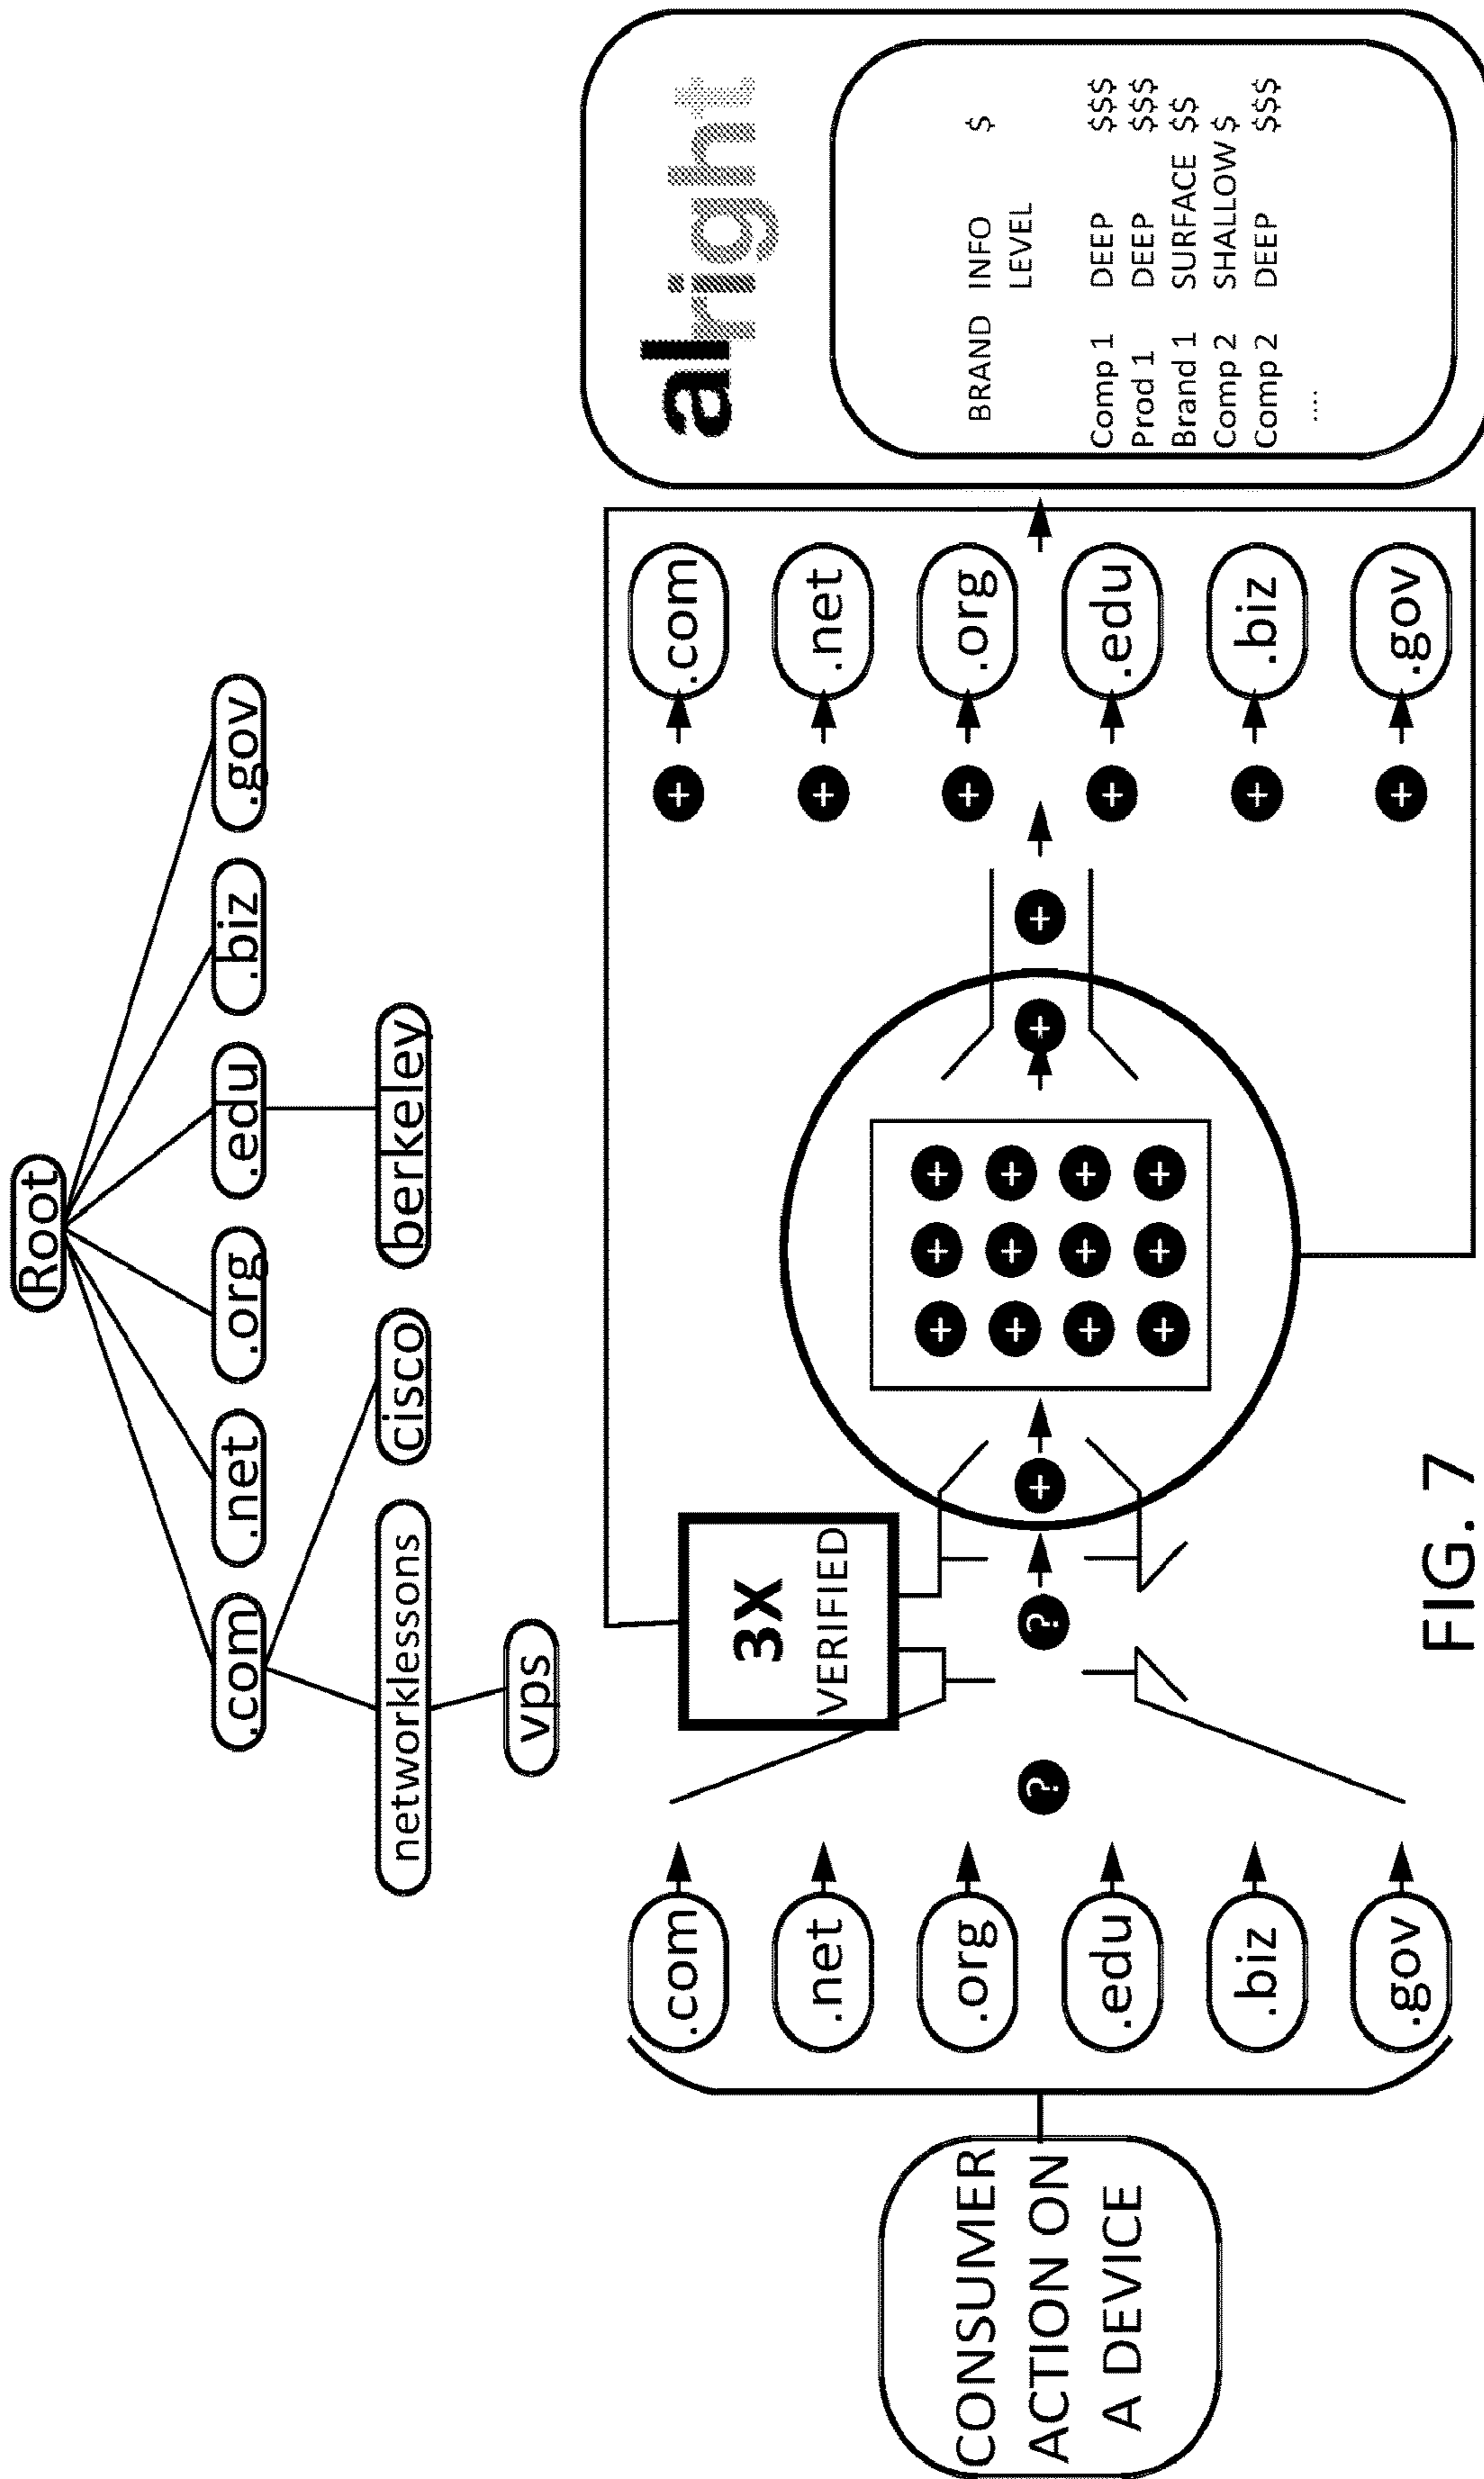 Root
.com .net .org .edu .biz .gov
networklessons cisco berkeley
vps
CONSUMER
ACTION ON
A DEVICE
.com
.net
.org
.edu
.biz
.gov
?
?
3X
VERIFIED
+
+ + +
+ + +
+ + +
+ + +
+
+
+ .com
+ .net
+ .org
+ .edu
+ .biz
+ .gov
alright
BRAND INFO $
LEVEL
Comp 1 DEEP $$$
Prod 1 DEEP $$$
Brand 1 SURFACE $$
Comp 2 SHALLOW $
Comp 2 DEEP $$$
....
FIG. 7